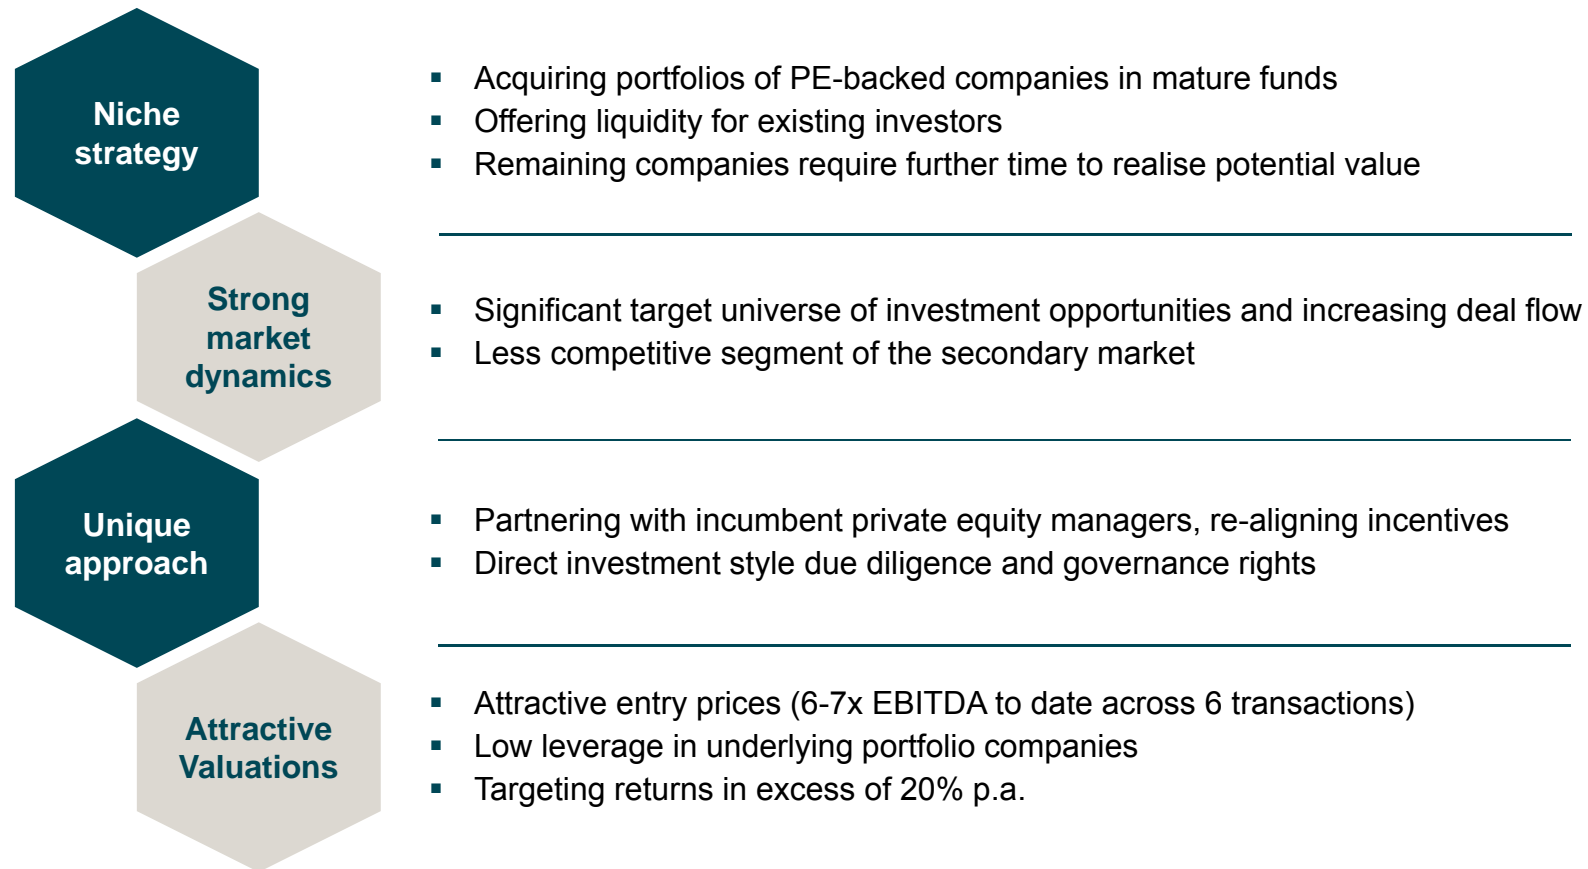 Niche
strategy
▪ Acquiring portfolios of PE-backed companies in mature funds
▪ Offering liquidity for existing investors
▪ Remaining companies require further time to realise potential value
Strong
market
dynamics
▪ Significant target universe of investment opportunities and increasing deal flow
▪ Less competitive segment of the secondary market
Unique
approach
▪ Partnering with incumbent private equity managers, re-aligning incentives
▪ Direct investment style due diligence and governance rights
Attractive
Valuations
▪ Attractive entry prices (6-7x EBITDA to date across 6 transactions)
▪ Low leverage in underlying portfolio companies
▪ Targeting returns in excess of 20% p.a.